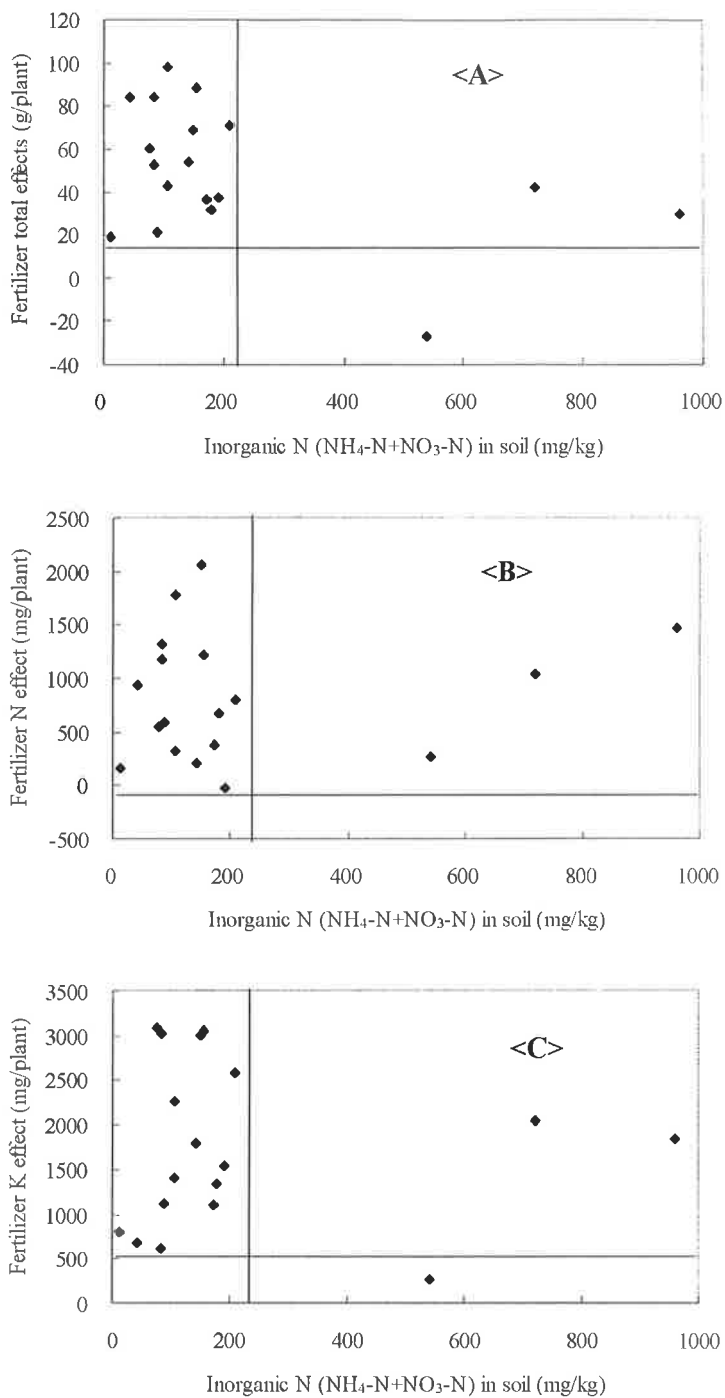 120
100
80
60
40
20
0
-20
-40
Fertilizer total effects (g/plant)
<A>
0 200 400 600 800 1000
Inorganic N (NH₄-N+NO₃-N) in soil (mg/kg)
2500
2000
1500
1000
500
0
-500
Fertilizer N effect (mg/plant)
<B>
0 200 400 600 800 1000
Inorganic N (NH₄-N+NO₃-N) in soil (mg/kg)
3500
3000
2500
2000
1500
1000
500
0
Fertilizer K effect (mg/plant)
<C>
0 200 400 600 800 1000
Inorganic N (NH₄-N+NO₃-N) in soil (mg/kg)